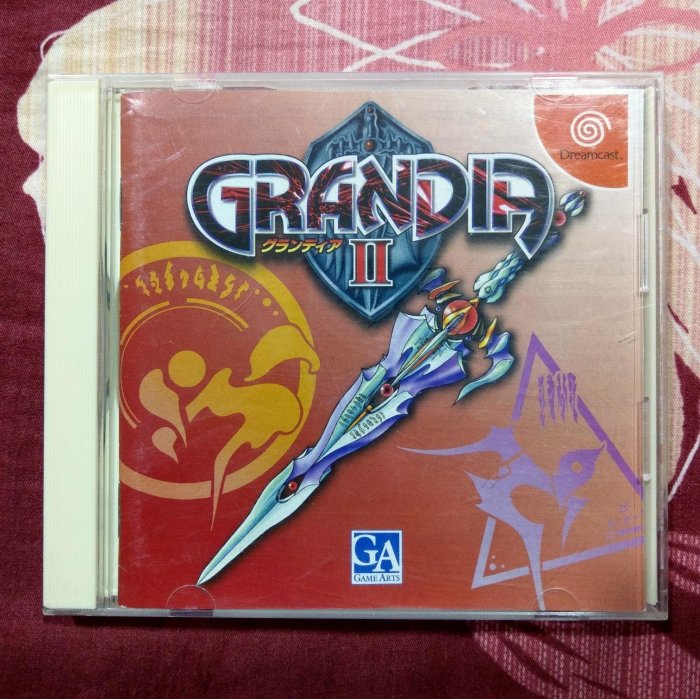 Dreamcast
GRANDIA
グランディア
II
GA
GAME ARTS